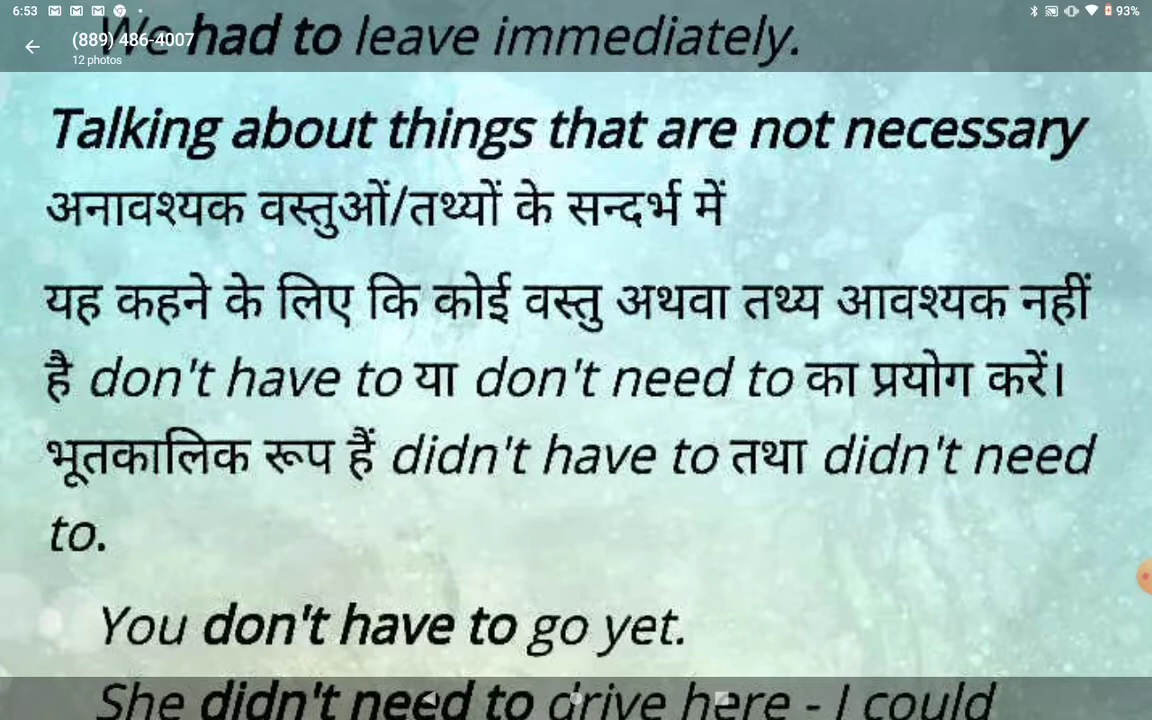 6:53
93%
We had to leave immediately.
(889) 486-4007
12 photos
Talking about things that are not necessary
अनावश्यक वस्तुओं/तथ्यों के सन्दर्भ में
यह कहने के लिए कि कोई वस्तु अथवा तथ्य आवश्यक नहीं
है don't have to या don't need to का प्रयोग करें।
भूतकालिक रूप हैं didn't have to तथा didn't need
to.
You don't have to go yet.
She didn't need to drive here - I could